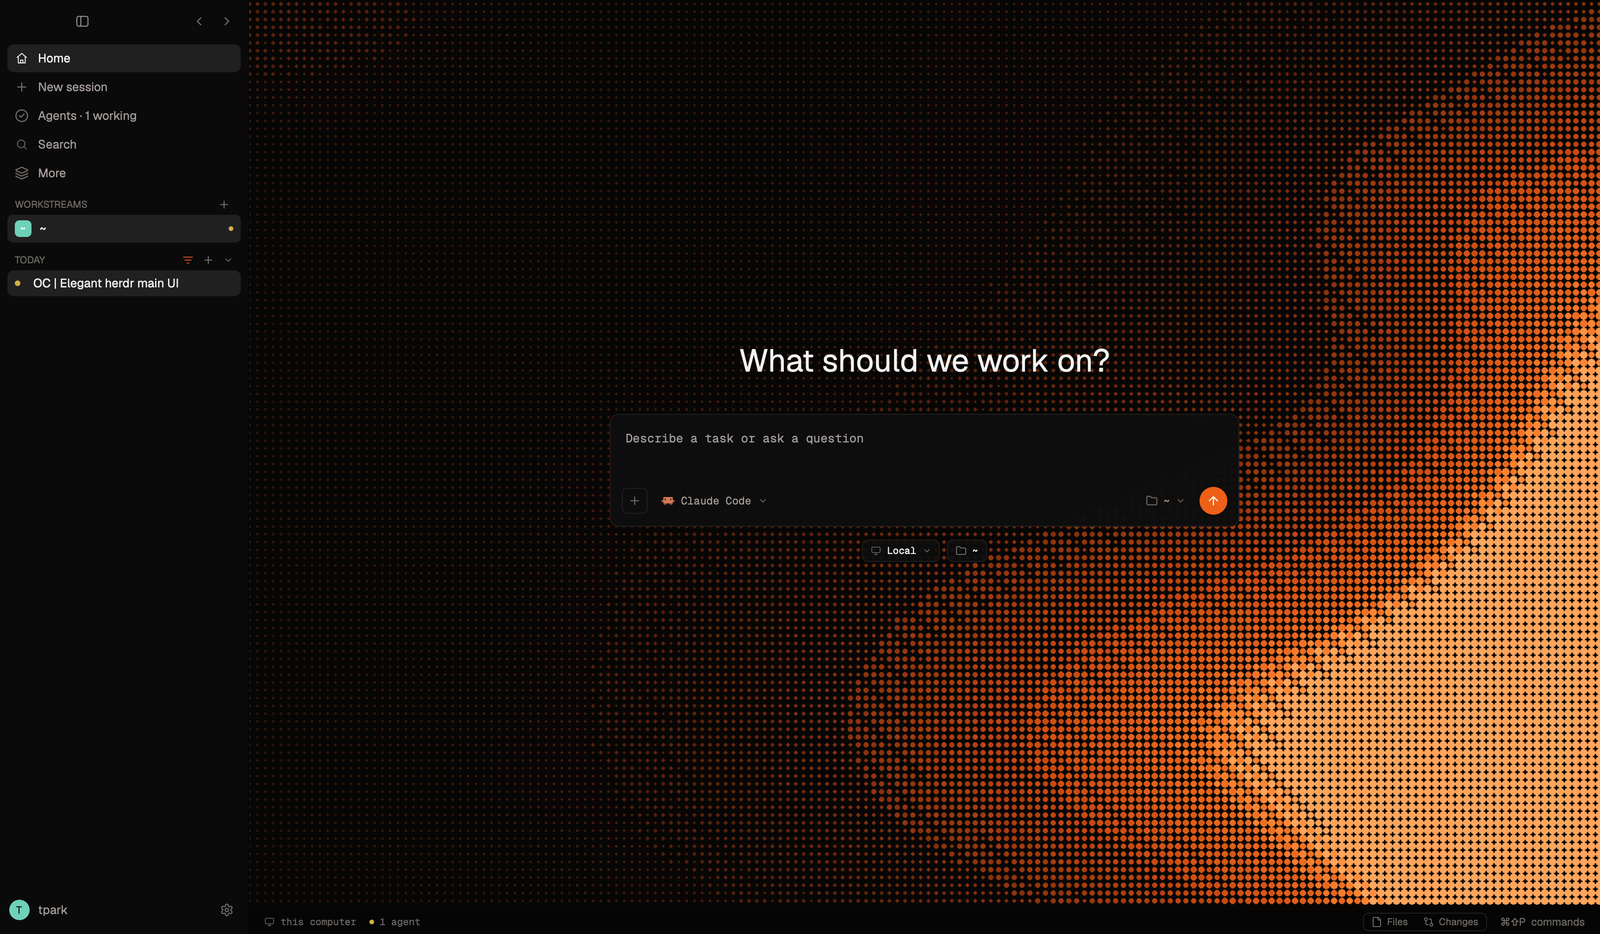 Home
New session
Agents · 1 working
Search
More
WORKSTREAMS
~ ~
TODAY
OC | Elegant herdr main UI
T tpark
What should we work on?
Describe a task or ask a question
Claude Code
~
Local
~
this computer
1 agent
Files
Changes
⌘⇧P commands